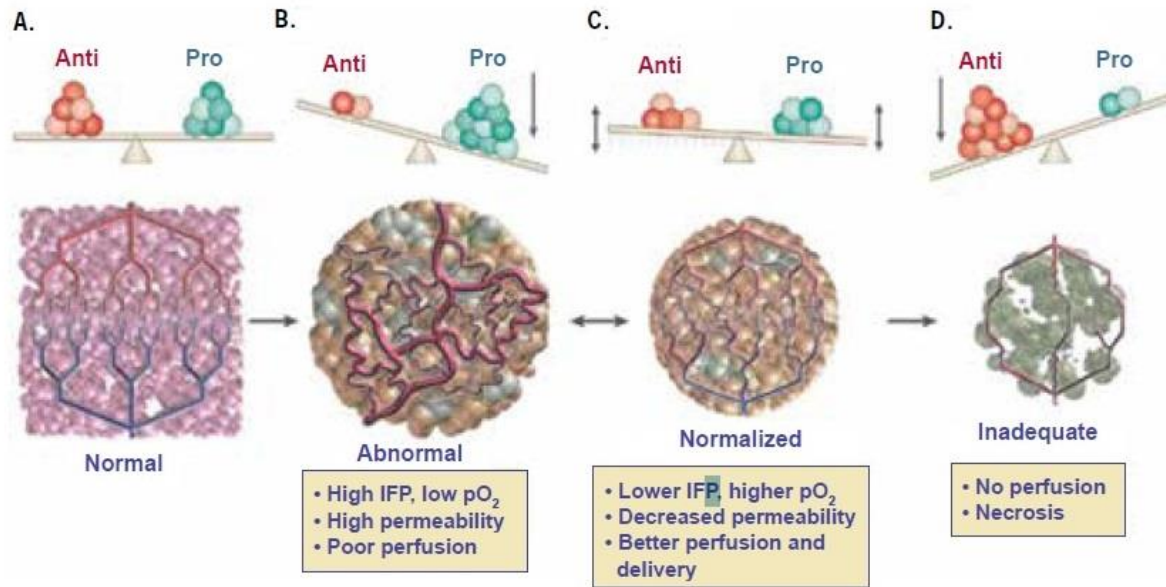 A.
B.
C.
D.
Anti Pro
Anti Pro
Anti Pro
Anti Pro
Normal
Abnormal
Normalized
Inadequate
• High IFP, low pO₂
• High permeability
• Poor perfusion
• Lower IFP, higher pO₂
• Decreased permeability
• Better perfusion and
delivery
• No perfusion
• Necrosis